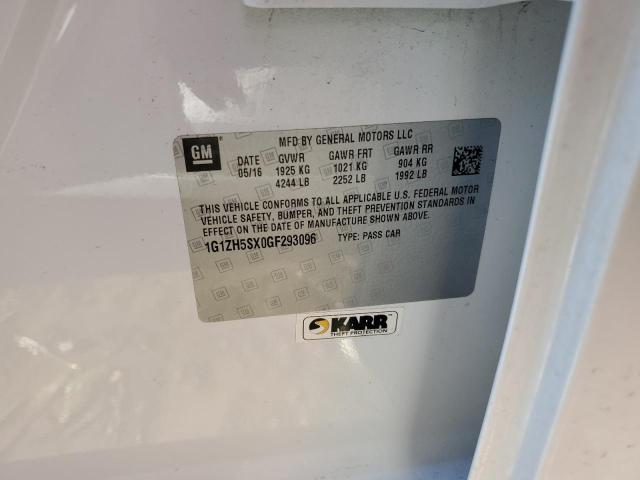 GM
MFD BY GENERAL MOTORS LLC
DATE GVWR GAWR FRT GAWR RR
05/16 1925 KG 1021 KG 904 KG
4244 LB 2252 LB 1992 LB
THIS VEHICLE CONFORMS TO ALL APPLICABLE U.S. FEDERAL MOTOR
VEHICLE SAFETY, BUMPER, AND THEFT PREVENTION STANDARDS IN
EFFECT ON THE DATE OF MANUFACTURE SHOWN ABOVE.
1G1ZH5SX0GF293096 TYPE: PASS CAR
KARR
THEFT PROTECTION